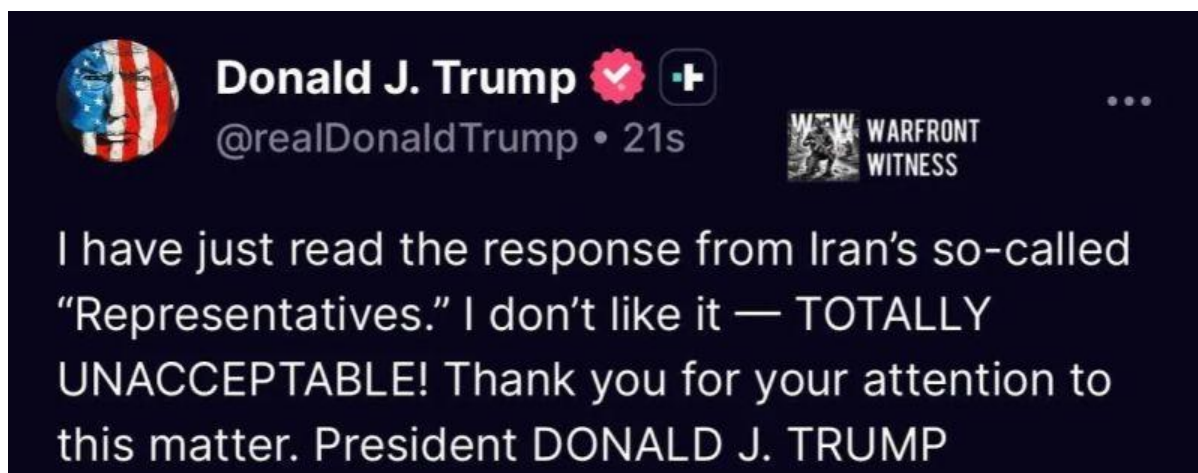 Donald J. Trump
@realDonaldTrump • 21s
WTW WARFRONT
WITNESS
I have just read the response from Iran’s so-called
“Representatives.” I don’t like it — TOTALLY
UNACCEPTABLE! Thank you for your attention to
this matter. President DONALD J. TRUMP